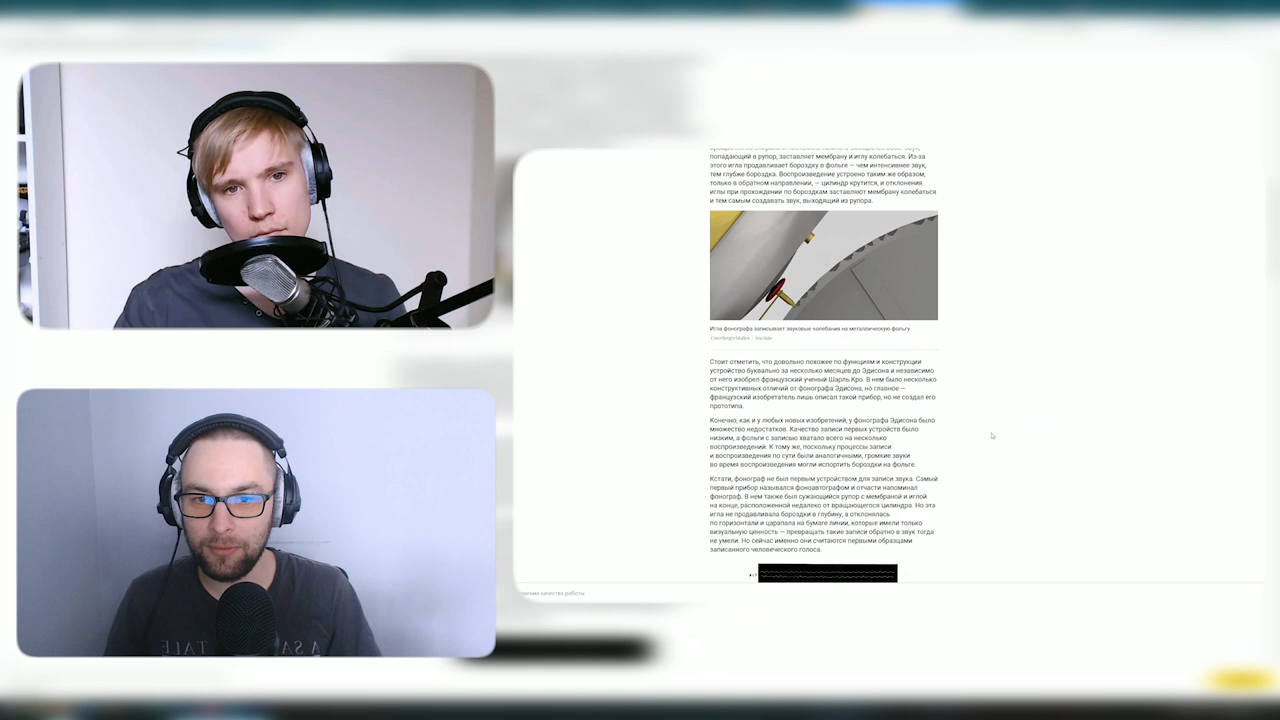 попадающий в рупор, заставляет мембрану и иглу колебаться. Из-за
этого игла продавливает бороздку в фольге — чем интенсивнее звук,
тем глубже бороздка. Воспроизведение устроено таким же образом,
только в обратном направлении, — цилиндр крутится, и отклонения
иглы при прохождении по бороздкам заставляют мембрану колебаться
и тем самым создавать звук, выходящий из рупора.
Игла фонографа записывает звуковые колебания на металлическую фольгу
Стоит отметить, что довольно похожее по функциям и конструкции
устройство буквально за несколько месяцев до Эдисона и независимо
от него изобрел французский ученый Шарль Кро. В нем было несколько
конструктивных отличий от фонографа Эдисона, но главное —
французский изобретатель лишь описал такой прибор, но не создал его
прототипа.
Конечно, как и у любых новых изобретений, у фонографа Эдисона было
множество недостатков. Качество записи первых устройств было
низким, а фольги с записью хватало всего на несколько
воспроизведений. К тому же, поскольку процессы записи
и воспроизведения по сути были аналогичными, громкие звуки
во время воспроизведения могли испортить бороздки на фольге.
Кстати, фонограф не был первым устройством для записи звука. Самый
первый прибор назывался фоноавтографом и отчасти напоминал
фонограф. В нем также был сужающийся рупор с мембраной и иглой
на конце, расположенной недалеко от вращающегося цилиндра. Но эта
игла не продавливала бороздки в глубину, а отклонялась
по горизонтали и царапала на бумаге линии, которые имели только
визуальную ценность — превращать такие записи обратно в звук тогда
не умели. Но сейчас именно они считаются первыми образцами
записанного человеческого голоса.
качества работы
A SA TALE